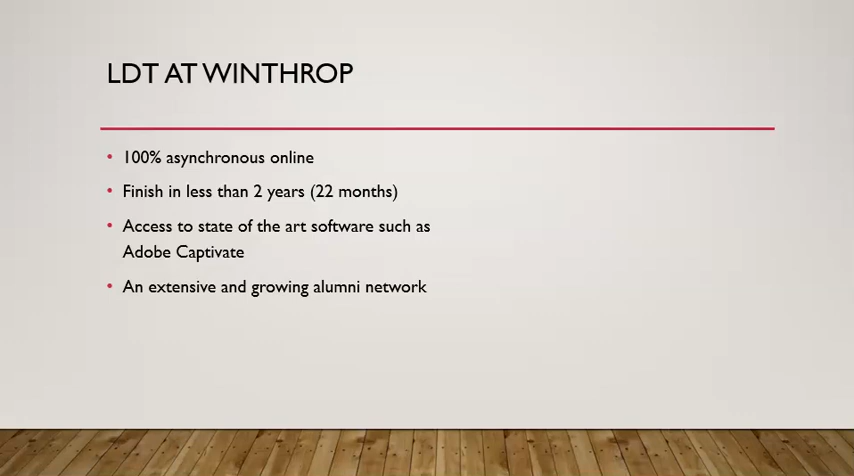 LDT AT WINTHROP
• 100% asynchronous online
• Finish in less than 2 years (22 months)
• Access to state of the art software such as
Adobe Captivate
• An extensive and growing alumni network